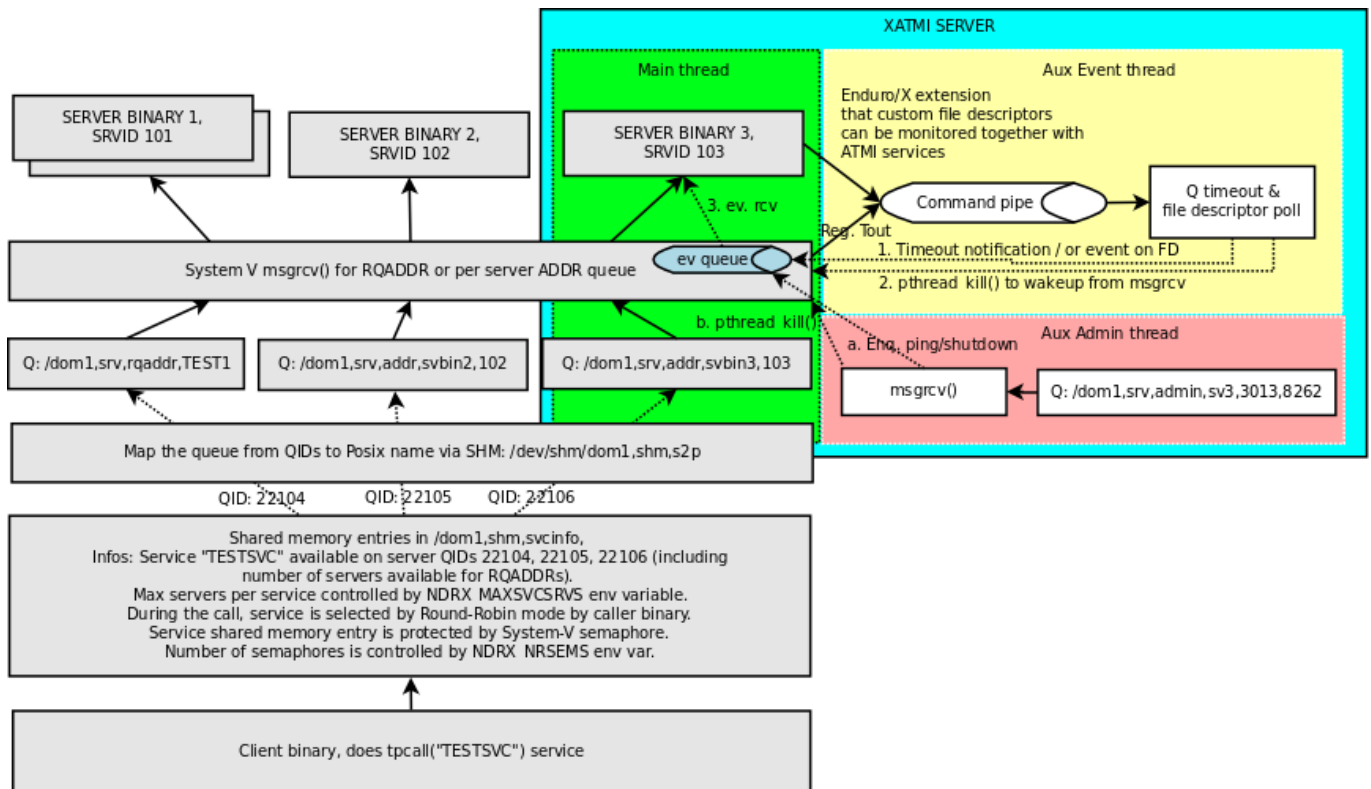 XATMI SERVER
Main thread
Aux Event thread
Enduro/X extension
that custom file descriptors
can be monitored together with
ATMI services
SERVER BINARY 1,
SRVID 101
SERVER BINARY 2,
SRVID 102
SERVER BINARY 3,
SRVID 103
Command pipe
Q timeout &
file descriptor poll
3. ev. rcv
Reg. Tout
1. Timeout notification / or event on FD
System V msgrcv() for RQADDR or per server ADDR queue
ev queue
2. pthread_kill() to wakeup from msgrcv
b. pthread_kill()
Aux Admin thread
a. Enq. ping/shutdown
Q: /dom1,srv,rqaddr,TEST1
Q: /dom1,srv,addr,svbin2,102
Q: /dom1,srv,addr,svbin3,103
msgrcv()
Q: /dom1,srv,admin,sv3,3013,8262
Map the queue from QIDs to Posix name via SHM: /dev/shm/dom1,shm,s2p
QID: 22104
QID: 22105
QID: 22106
Shared memory entries in /dom1,shm,svcinfo,
Infos: Service "TESTSVC" available on server QIDs 22104, 22105, 22106 (including
number of servers available for RQADDRs).
Max servers per service controlled by NDRX_MAXSVCSRVS env variable.
During the call, service is selected by Round-Robin mode by caller binary.
Service shared memory entry is protected by System-V semaphore.
Number of semaphores is controlled by NDRX_NRSEMS env var.
Client binary, does tpcall("TESTSVC") service